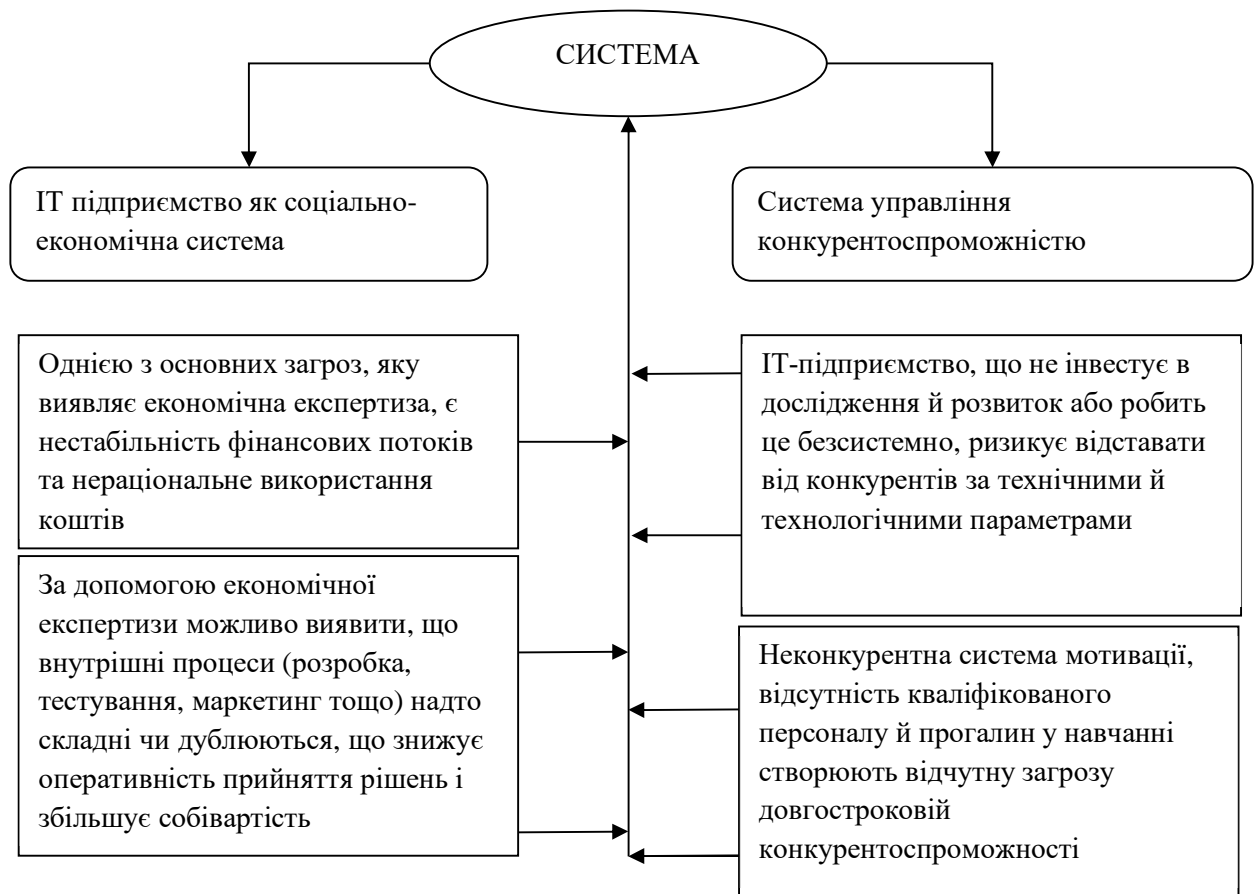 СИСТЕМА
ІТ підприємство як соціально-
економічна система
Система управління
конкурентоспроможністю
Однією з основних загроз, яку
виявляє економічна експертиза, є
нестабільність фінансових потоків
та нераціональне використання
коштів
ІТ-підприємство, що не інвестує в
дослідження й розвиток або робить
це безсистемно, ризикує відставати
від конкурентів за технічними й
технологічними параметрами
За допомогою економічної
експертизи можливо виявити, що
внутрішні процеси (розробка,
тестування, маркетинг тощо) надто
складні чи дублюються, що знижує
оперативність прийняття рішень і
збільшує собівартість
Неконкурентна система мотивації,
відсутність кваліфікованого
персоналу й прогалин у навчанні
створюють відчутну загрозу
довгостроковій
конкурентоспроможності